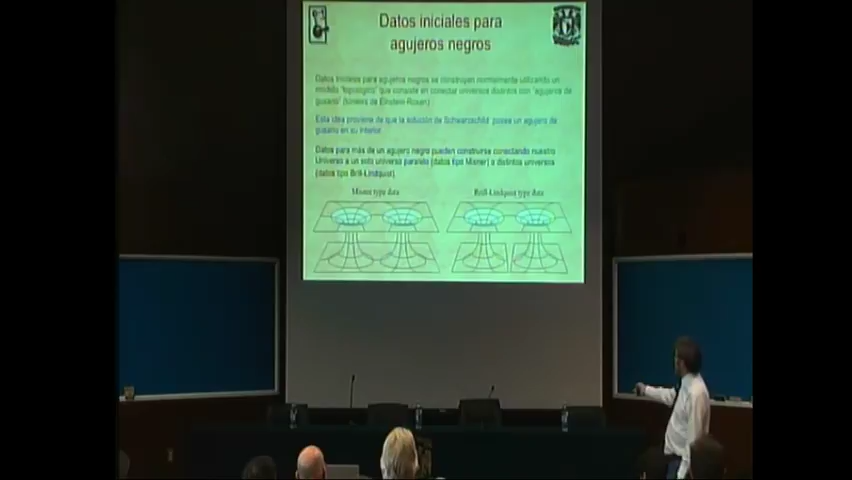 Datos iniciales para
agujeros negros
Datos iniciales para agujeros negros se construyen normalmente utilizando un
modelo "topológico" que consiste en conectar universos distintos con "agujeros de
gusano" (túneles de Einstein-Rosen).
Esta idea proviene de que la solución de Schwarzschild posee un agujero de
gusano en su interior.
Datos para más de un agujero negro pueden construirse conectando nuestro
Universo a un solo universo paralelo (datos tipo Misner) o distintos universos
(datos tipo Brill-Lindquist).
Misner type data
Brill-Lindquist type data